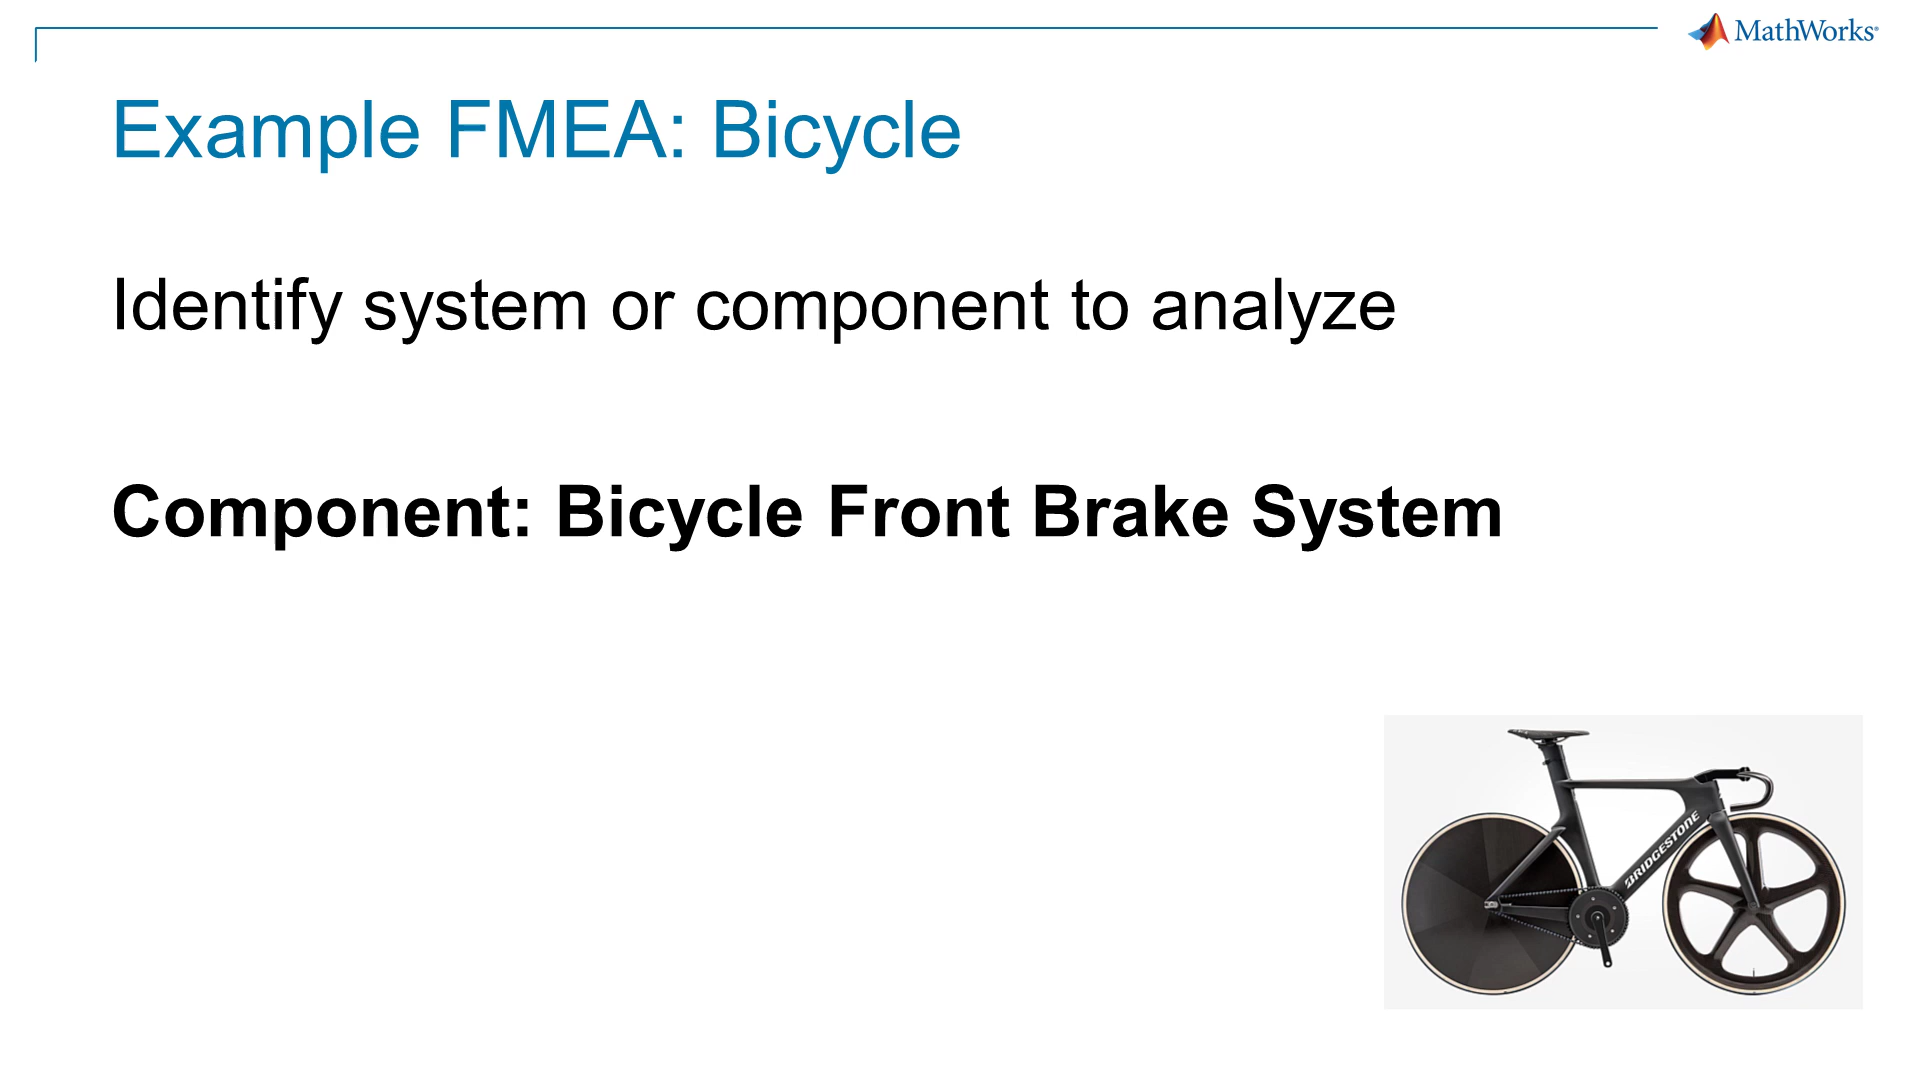 MathWorks®
Example FMEA: Bicycle
Identify system or component to analyze
Component: Bicycle Front Brake System
BRIDGESTONE